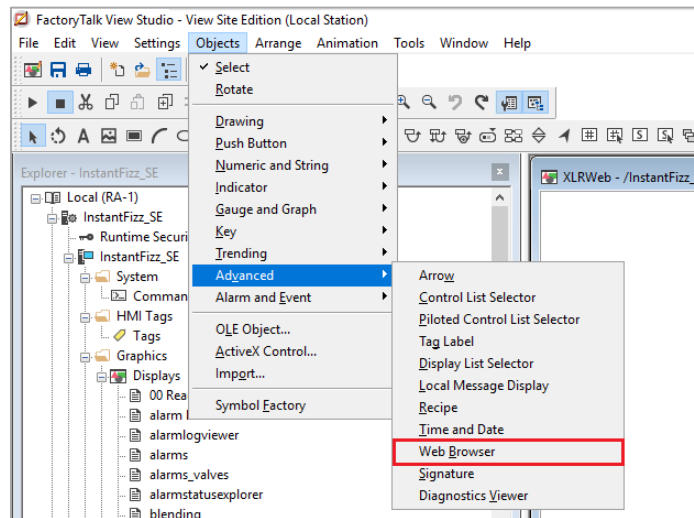 FactoryTalk View Studio - View Site Edition (Local Station)
File Edit View Settings Objects Arrange Animation Tools Window Help
Select
Rotate
Drawing
Push Button
Numeric and String
Indicator
Gauge and Graph
Key
Trending
Advanced
Alarm and Event
OLE Object...
ActiveX Control...
Import...
Symbol Factory
Explorer - InstantFizz_SE
Local (RA-1)
InstantFizz_SE
Runtime Securi
InstantFizz_SE
System
Comman
HMI Tags
Tags
Graphics
Displays
00 Rea
alarm
alarmlogviewer
alarms
alarms_valves
alarmstatusexplorer
blending
XLRWeb - /InstantFizz_
Arrow
Control List Selector
Piloted Control List Selector
Tag Label
Display List Selector
Local Message Display
Recipe
Time and Date
Web Browser
Signature
Diagnostics Viewer